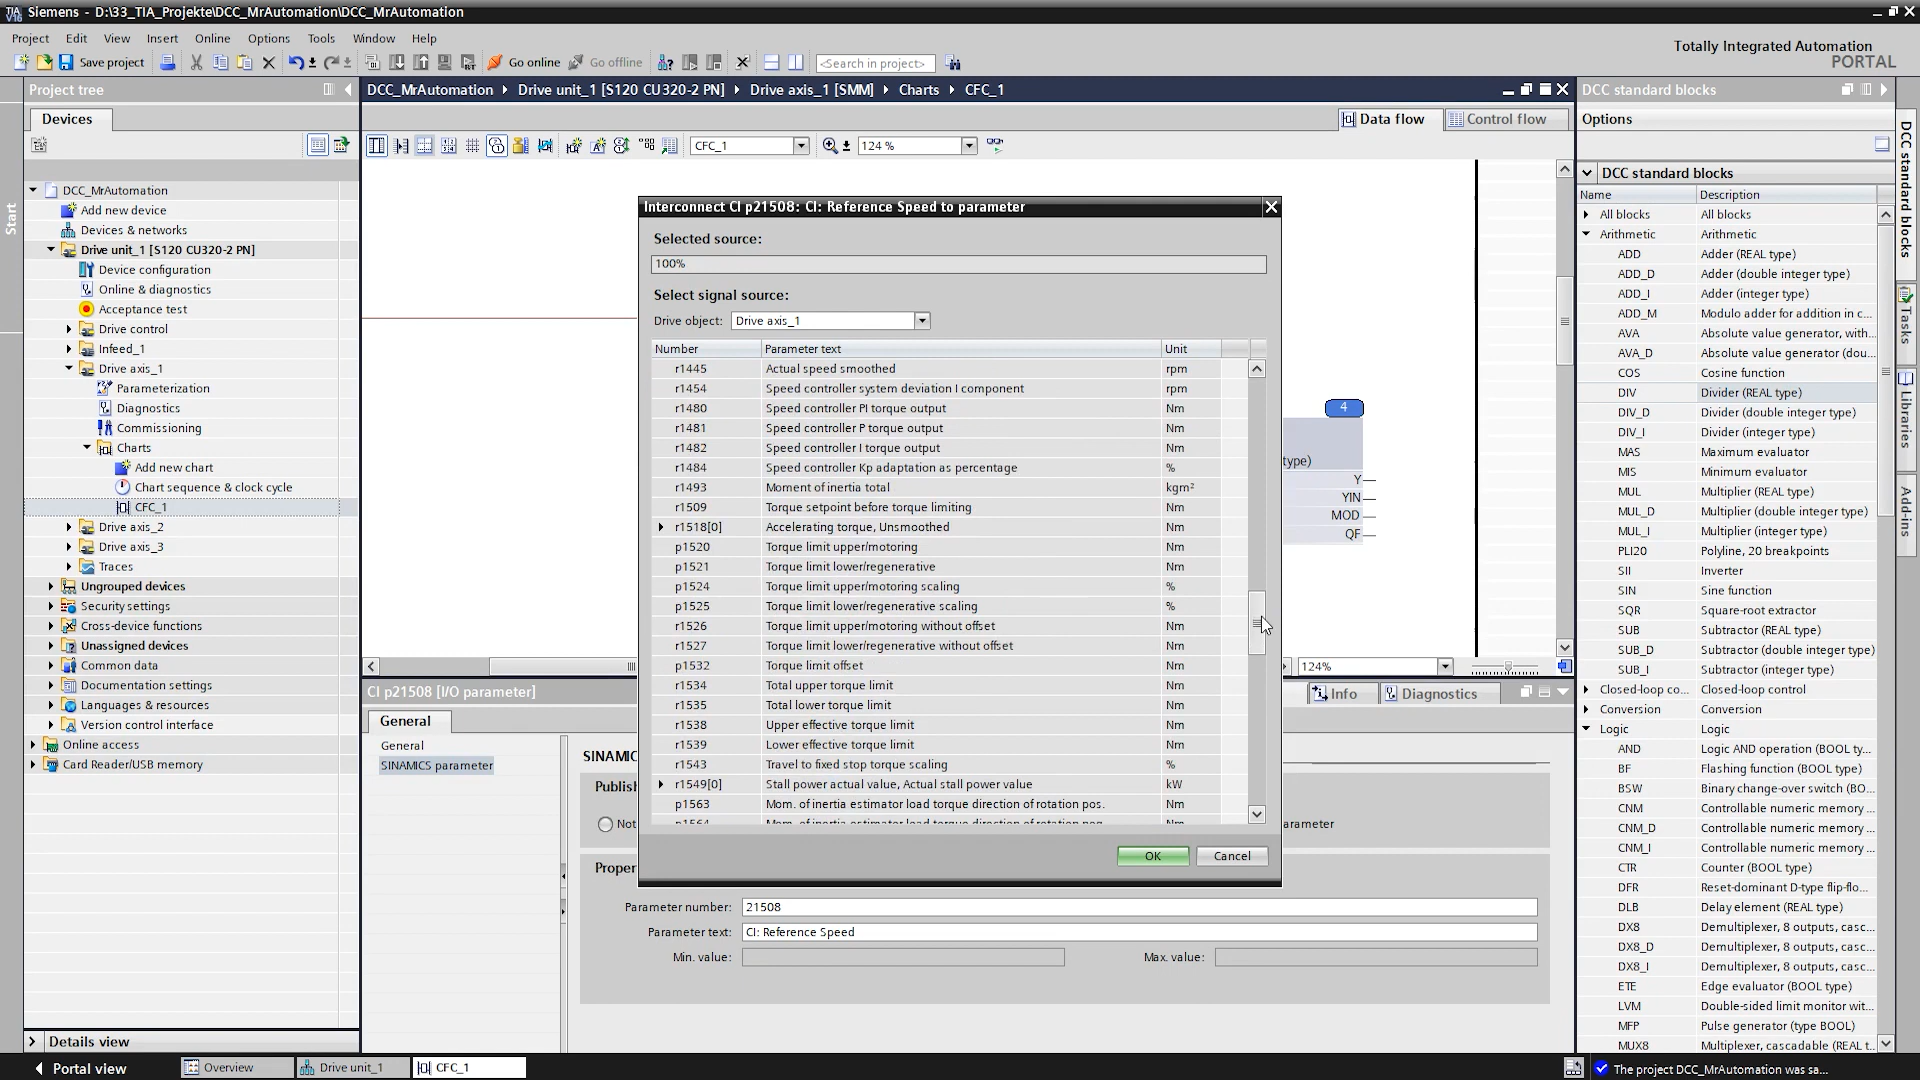 Siemens - D:\33_TIA_Projekte\DCC_MrAutomation\DCC_MrAutomation
Project Edit View Insert Online Options Tools Window Help
Totally Integrated Automation
PORTAL
Save project Go online Go offline <Search in project>
Project tree
DCC_MrAutomation Drive unit_1 [S120 CU320-2 PN] Drive axis_1 [SMM] Charts CFC_1
DCC standard blocks
Devices
Data flow Control flow
Options
CFC_1 124 %
Start
DCC_MrAutomation
Add new device
Devices & networks
Drive unit_1 [S120 CU320-2 PN]
Device configuration
Online & diagnostics
Acceptance test
Drive control
Infeed_1
Drive axis_1
Parameterization
Diagnostics
Commissioning
Charts
Add new chart
Chart sequence & clock cycle
CFC_1
Drive axis_2
Drive axis_3
Traces
Ungrouped devices
Security settings
Cross-device functions
Unassigned devices
Common data
Documentation settings
Languages & resources
Version control interface
Online access
Card Reader/USB memory
Details view
Interconnect CI p21508: CI: Reference Speed to parameter
Selected source:
100%
Select signal source:
Drive object: Drive axis_1
Number Parameter text Unit
r1445 Actual speed smoothed rpm
r1454 Speed controller system deviation I component rpm
r1480 Speed controller PI torque output Nm
r1481 Speed controller P torque output Nm
r1482 Speed controller I torque output Nm
r1484 Speed controller Kp adaptation as percentage %
r1493 Moment of inertia total kgm²
r1509 Torque setpoint before torque limiting Nm
r1518[0] Accelerating torque, Unsmoothed Nm
p1520 Torque limit upper/motoring Nm
p1521 Torque limit lower/regenerative Nm
p1524 Torque limit upper/motoring scaling %
p1525 Torque limit lower/regenerative scaling %
r1526 Torque limit upper/motoring without offset Nm
r1527 Torque limit lower/regenerative without offset Nm
p1532 Torque limit offset Nm
r1534 Total upper torque limit Nm
r1535 Total lower torque limit Nm
r1538 Upper effective torque limit Nm
r1539 Lower effective torque limit Nm
r1543 Travel to fixed stop torque scaling %
r1549[0] Stall power actual value, Actual stall power value kW
p1563 Mom. of inertia estimator load torque direction of rotation pos. Nm
p1564 Mom. of inertia estimator load torque direction of rotation neg. Nm
OK Cancel
4
type)
Y
YIN
MOD
QF
124%
CI p21508 [I/O parameter]
Info Diagnostics
General
General
SINAMICS parameter
SINAMIC
Publish
Not
arameter
Proper
Parameter number: 21508
Parameter text: CI: Reference Speed
Min. value: Max. value:
DCC standard blocks
Name Description
All blocks All blocks
Arithmetic Arithmetic
ADD Adder (REAL type)
ADD_D Adder (double integer type)
ADD_I Adder (integer type)
ADD_M Modulo adder for addition in c...
AVA Absolute value generator, with...
AVA_D Absolute value generator (dou...
COS Cosine function
DIV Divider (REAL type)
DIV_D Divider (double integer type)
DIV_I Divider (integer type)
MAS Maximum evaluator
MIS Minimum evaluator
MUL Multiplier (REAL type)
MUL_D Multiplier (double integer type)
MUL_I Multiplier (integer type)
PLI20 Polyline, 20 breakpoints
SII Inverter
SIN Sine function
SQR Square-root extractor
SUB Subtractor (REAL type)
SUB_D Subtractor (double integer type)
SUB_I Subtractor (integer type)
Closed-loop co... Closed-loop control
Conversion Conversion
Logic Logic
AND Logic AND operation (BOOL ty...
BF Flashing function (BOOL type)
BSW Binary change-over switch (BO...
CNM Controllable numeric memory ...
CNM_D Controllable numeric memory ...
CNM_I Controllable numeric memory ...
CTR Counter (BOOL type)
DFR Reset-dominant D-type flip-flo...
DLB Delay element (REAL type)
DX8 Demultiplexer, 8 outputs, casc...
DX8_D Demultiplexer, 8 outputs, casc...
DX8_I Demultiplexer, 8 outputs, casc...
ETE Edge evaluator (BOOL type)
LVM Double-sided limit monitor wit...
MFP Pulse generator (type BOOL)
MUX8 Multiplexer, cascadable (REAL t...
DCC standard blocks
Tasks
Libraries
Add-ins
Portal view Overview Drive unit_1 CFC_1
The project DCC_MrAutomation was sa...